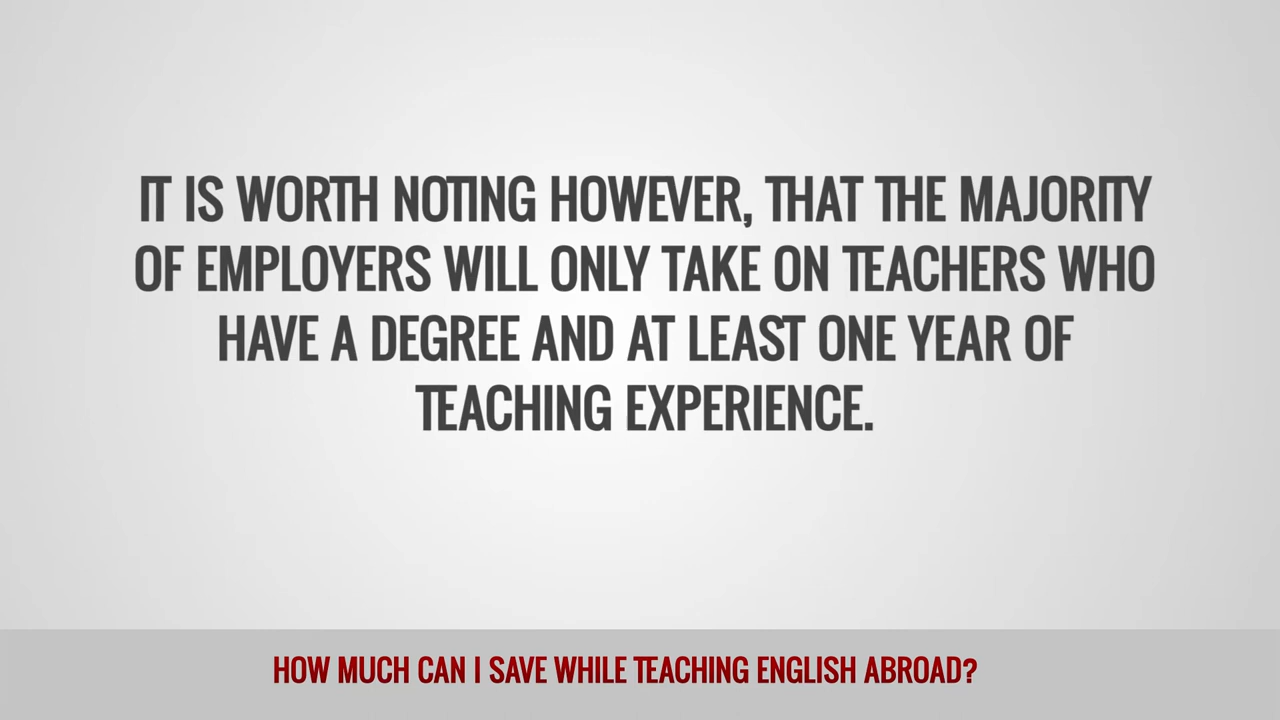 IT IS WORTH NOTING HOWEVER, THAT THE MAJORITY
OF EMPLOYERS WILL ONLY TAKE ON TEACHERS WHO
HAVE A DEGREE AND AT LEAST ONE YEAR OF
TEACHING EXPERIENCE.
HOW MUCH CAN I SAVE WHILE TEACHING ENGLISH ABROAD?